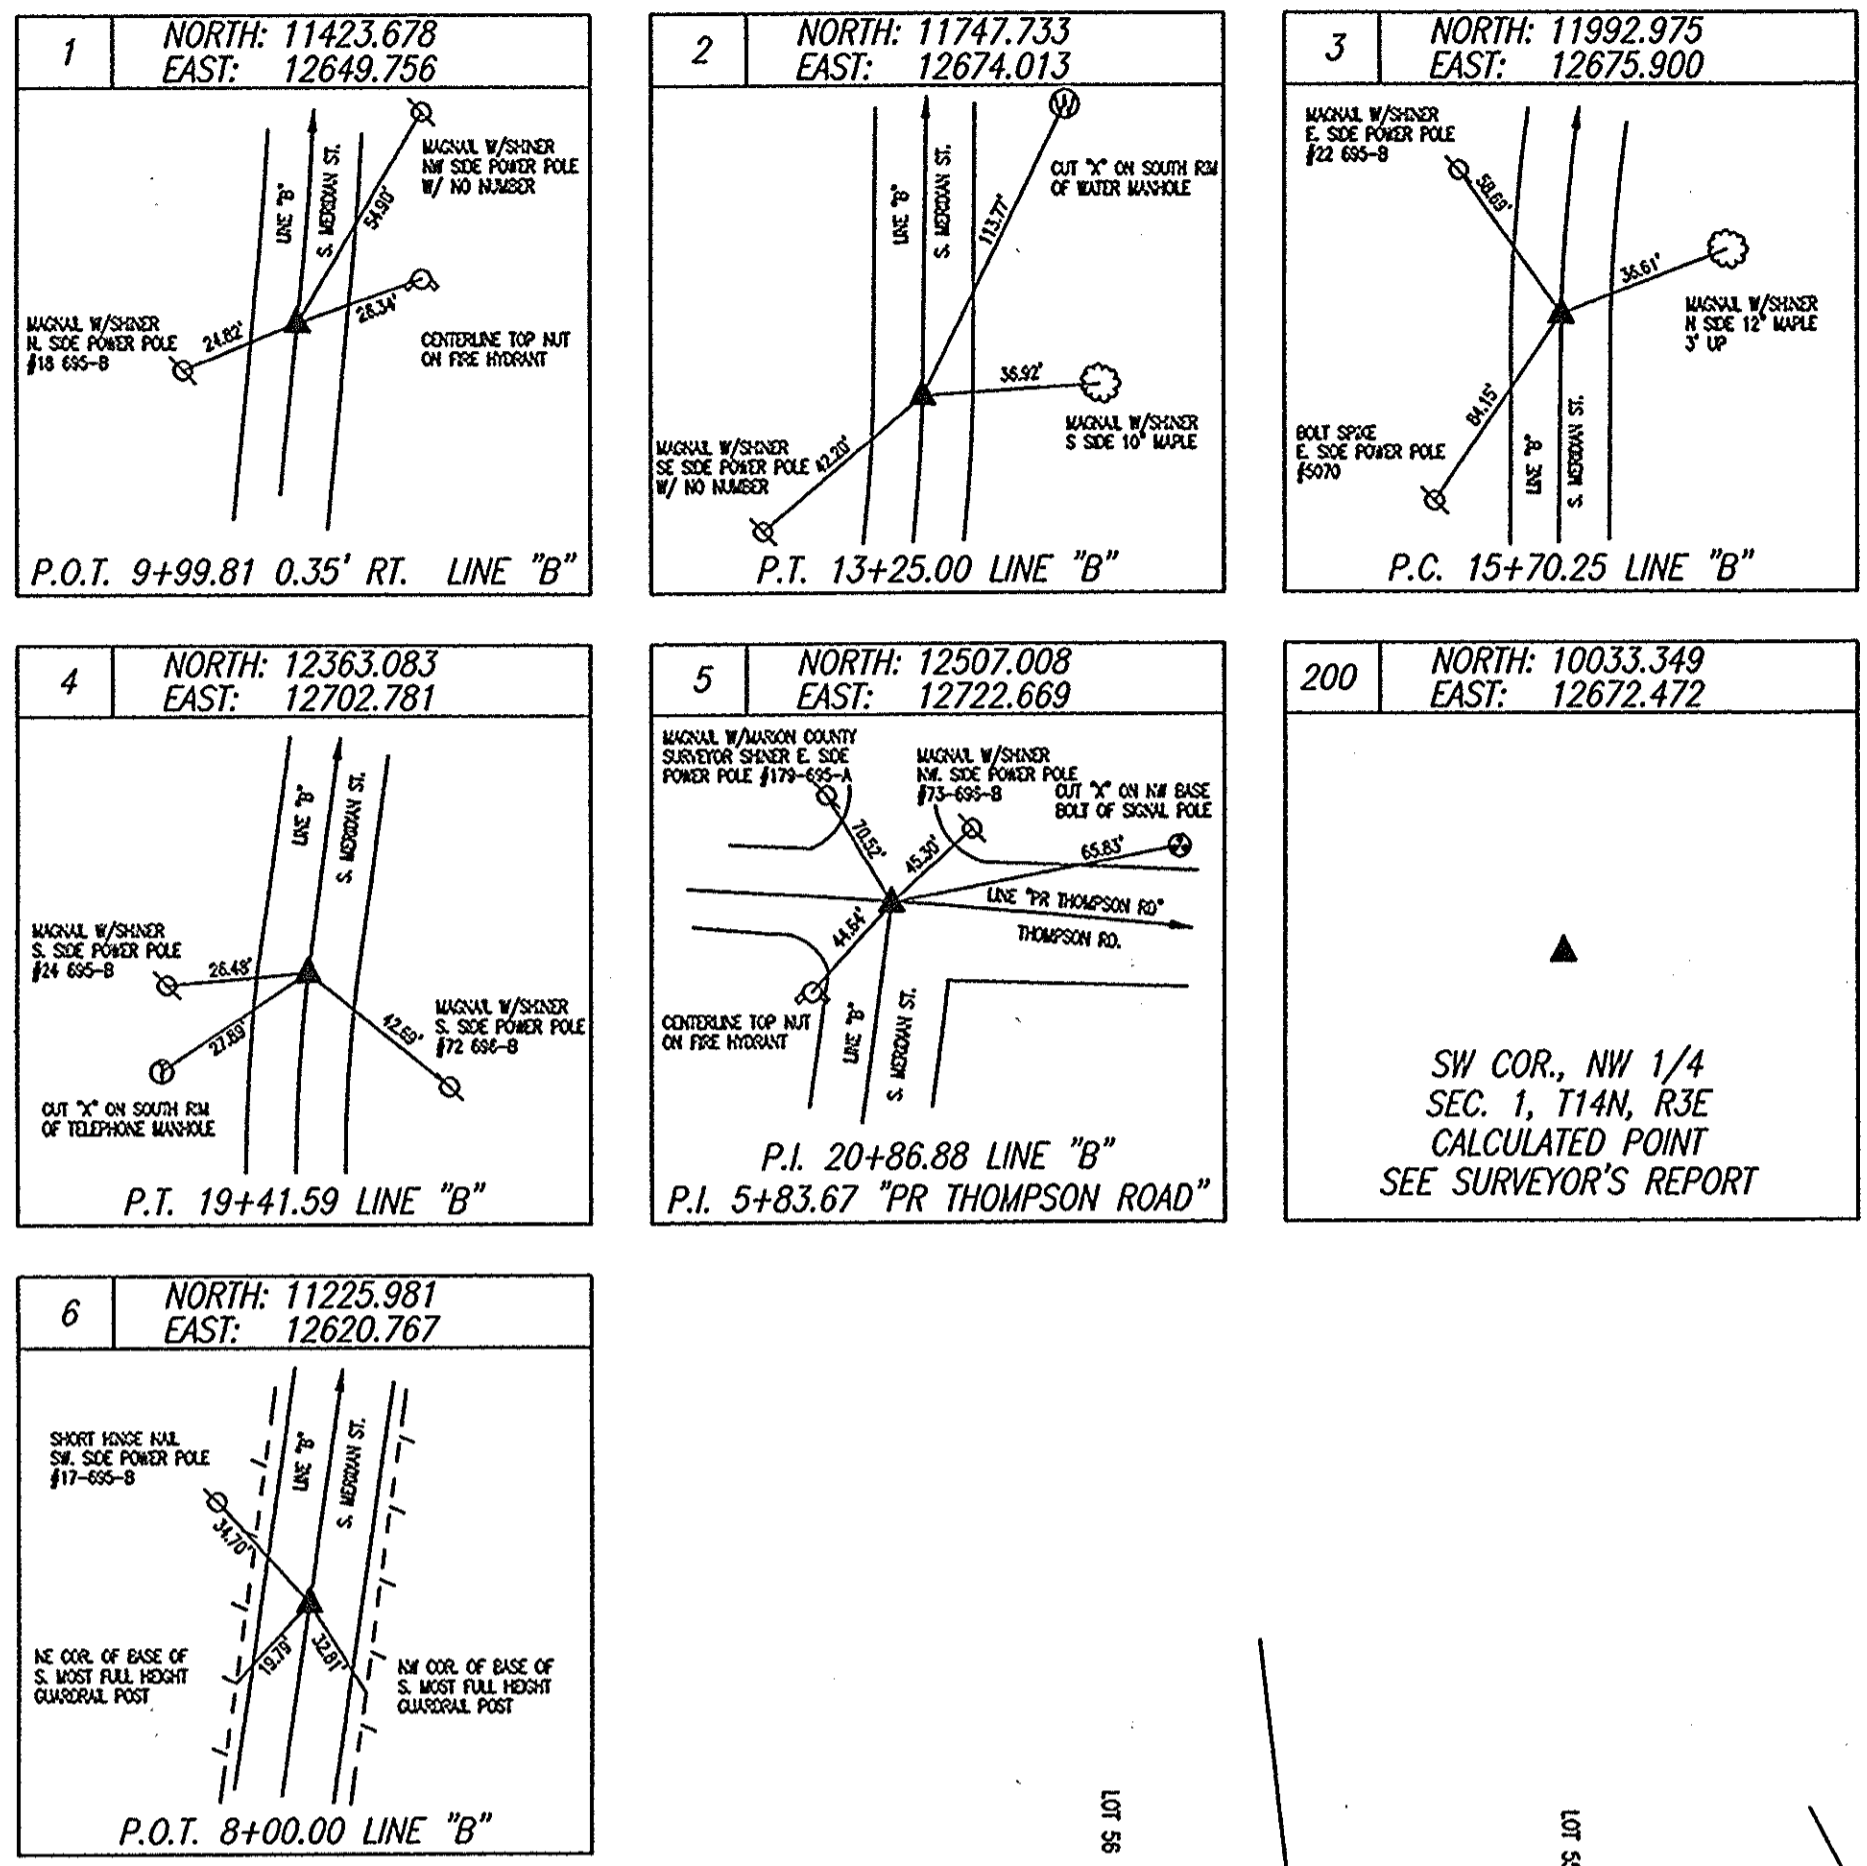 1
NORTH: 11423.678
EAST: 12649.756
MAGNAIL W/SHINER
NW SIDE POWER POLE
W/ NO NUMBER
LINE "B"
S. MERIDIAN ST.
54.90'
28.34'
24.82'
MAGNAIL W/SHINER
N. SIDE POWER POLE
#18 695-B
CENTERLINE TOP NUT
ON FIRE HYDRANT
P.O.T. 9+99.81 0.35' RT. LINE "B"
2
NORTH: 11747.733
EAST: 12674.013
CUT "X" ON SOUTH RIM
OF WATER MANHOLE
LINE "B"
S. MERIDIAN ST.
113.77'
36.92'
42.20'
MAGNAIL W/SHINER
S SIDE 10" MAPLE
MAGNAIL W/SHINER
SE SIDE POWER POLE
W/ NO NUMBER
P.T. 13+25.00 LINE "B"
3
NORTH: 11992.975
EAST: 12675.900
MAGNAIL W/SHINER
E. SIDE POWER POLE
#22 695-B
58.69'
36.61'
84.15'
MAGNAIL W/SHINER
N SIDE 12" MAPLE
3' UP
BOLT SPIKE
E. SIDE POWER POLE
#5070
LINE "B"
S. MERIDIAN ST.
P.C. 15+70.25 LINE "B"
4
NORTH: 12363.083
EAST: 12702.781
LINE "B"
S. MERIDIAN ST.
MAGNAIL W/SHINER
S. SIDE POWER POLE
#24 695-B
26.48'
27.89'
42.69'
MAGNAIL W/SHINER
S. SIDE POWER POLE
#72 696-B
CUT "X" ON SOUTH RIM
OF TELEPHONE MANHOLE
P.T. 19+41.59 LINE "B"
5
NORTH: 12507.008
EAST: 12722.669
MAGNAIL W/MARION COUNTY
SURVEYOR SHINER E. SIDE
POWER POLE #179-695-A
MAGNAIL W/SHINER
NW. SIDE POWER POLE
#73-696-B
CUT "X" ON NW BASE
BOLT OF SIGNAL POLE
70.52'
45.30'
65.83'
44.54'
LINE "PR THOMPSON RD"
THOMPSON RD.
CENTERLINE TOP NUT
ON FIRE HYDRANT
LINE "B"
S. MERIDIAN ST.
P.I. 20+86.88 LINE "B"
P.I. 5+83.67 "PR THOMPSON ROAD"
200
NORTH: 10033.349
EAST: 12672.472
SW COR., NW 1/4
SEC. 1, T14N, R3E
CALCULATED POINT
SEE SURVEYOR'S REPORT
6
NORTH: 11225.981
EAST: 12620.767
SHORT HINGE NAIL
SW. SIDE POWER POLE
#17-695-B
LINE "B"
S. MERIDIAN ST.
34.70'
19.79'
32.81'
NE COR. OF BASE OF
S. MOST FULL HEIGHT
GUARDRAIL POST
NW COR. OF BASE OF
S. MOST FULL HEIGHT
GUARDRAIL POST
P.O.T. 8+00.00 LINE "B"
LOT 56
LOT